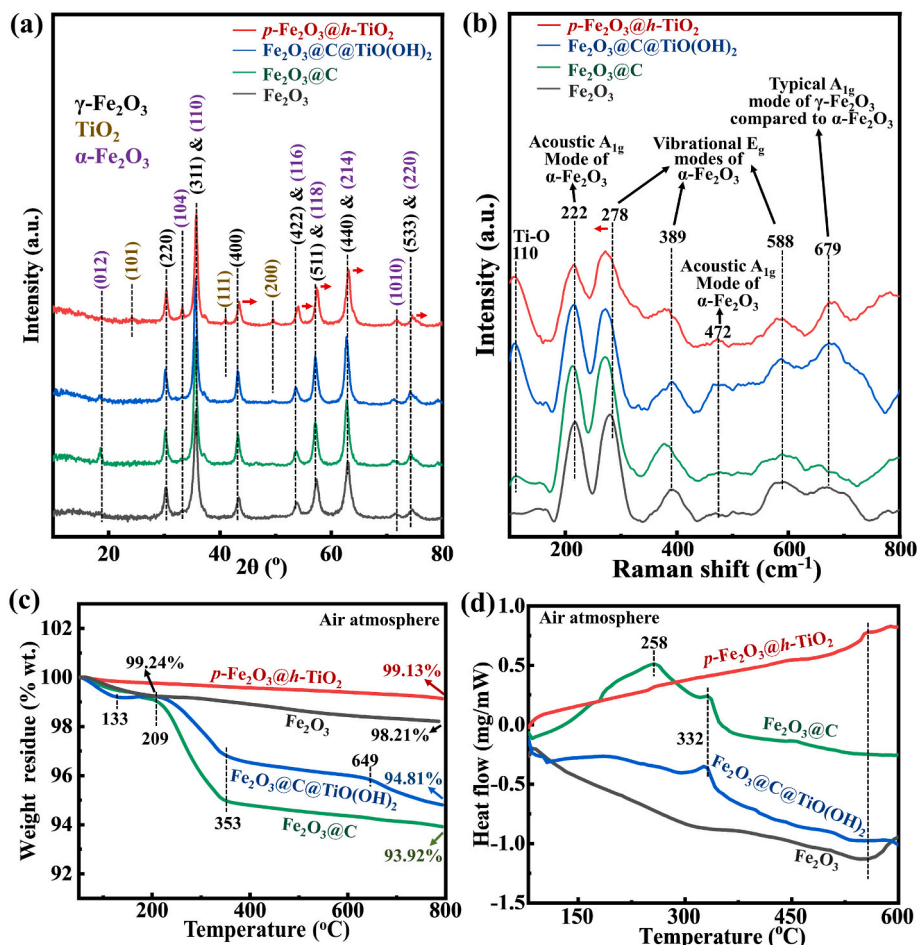 (a)
p-Fe₂O₃@h-TiO₂
Fe₂O₃@C@TiO(OH)₂
Fe₂O₃@C
Fe₂O₃
γ-Fe₂O₃
TiO₂
α-Fe₂O₃
(012)
(101)
(220)
(104)
(311) & (110)
(111)
(400)
(200)
(422) & (116)
(511) & (118)
(440) & (214)
(1010)
(533) & (220)
Intensity (a.u.)
20 40 60 80
2θ (º)
(b)
p-Fe₂O₃@h-TiO₂
Fe₂O₃@C@TiO(OH)₂
Fe₂O₃@C
Fe₂O₃
Typical A1g
mode of γ-Fe₂O₃
compared to α-Fe₂O₃
Acoustic A1g
Mode of
α-Fe₂O₃
Vibrational Eg
modes of
α-Fe₂O₃
222 278
389 588 679
Ti-O
110
Acoustic A1g
Mode of
α-Fe₂O₃
472
Intensity (a.u.)
200 400 600 800
Raman shift (cm⁻¹)
(c)
Air atmosphere
102
100
98
96
94
92
99.24%
p-Fe₂O₃@h-TiO₂
99.13%
133
209
Fe₂O₃
98.21%
649
Fe₂O₃@C@TiO(OH)₂
94.81%
353
Fe₂O₃@C
93.92%
Weight residue (% wt.)
200 400 600 800
Temperature (ºC)
(d)
Air atmosphere
1.0
0.5
0.0
-0.5
-1.0
-1.5
258
p-Fe₂O₃@h-TiO₂
Fe₂O₃@C
332
Fe₂O₃@C@TiO(OH)₂
Fe₂O₃
Heat flow (mg/mW)
150 300 450 600
Temperature (ºC)